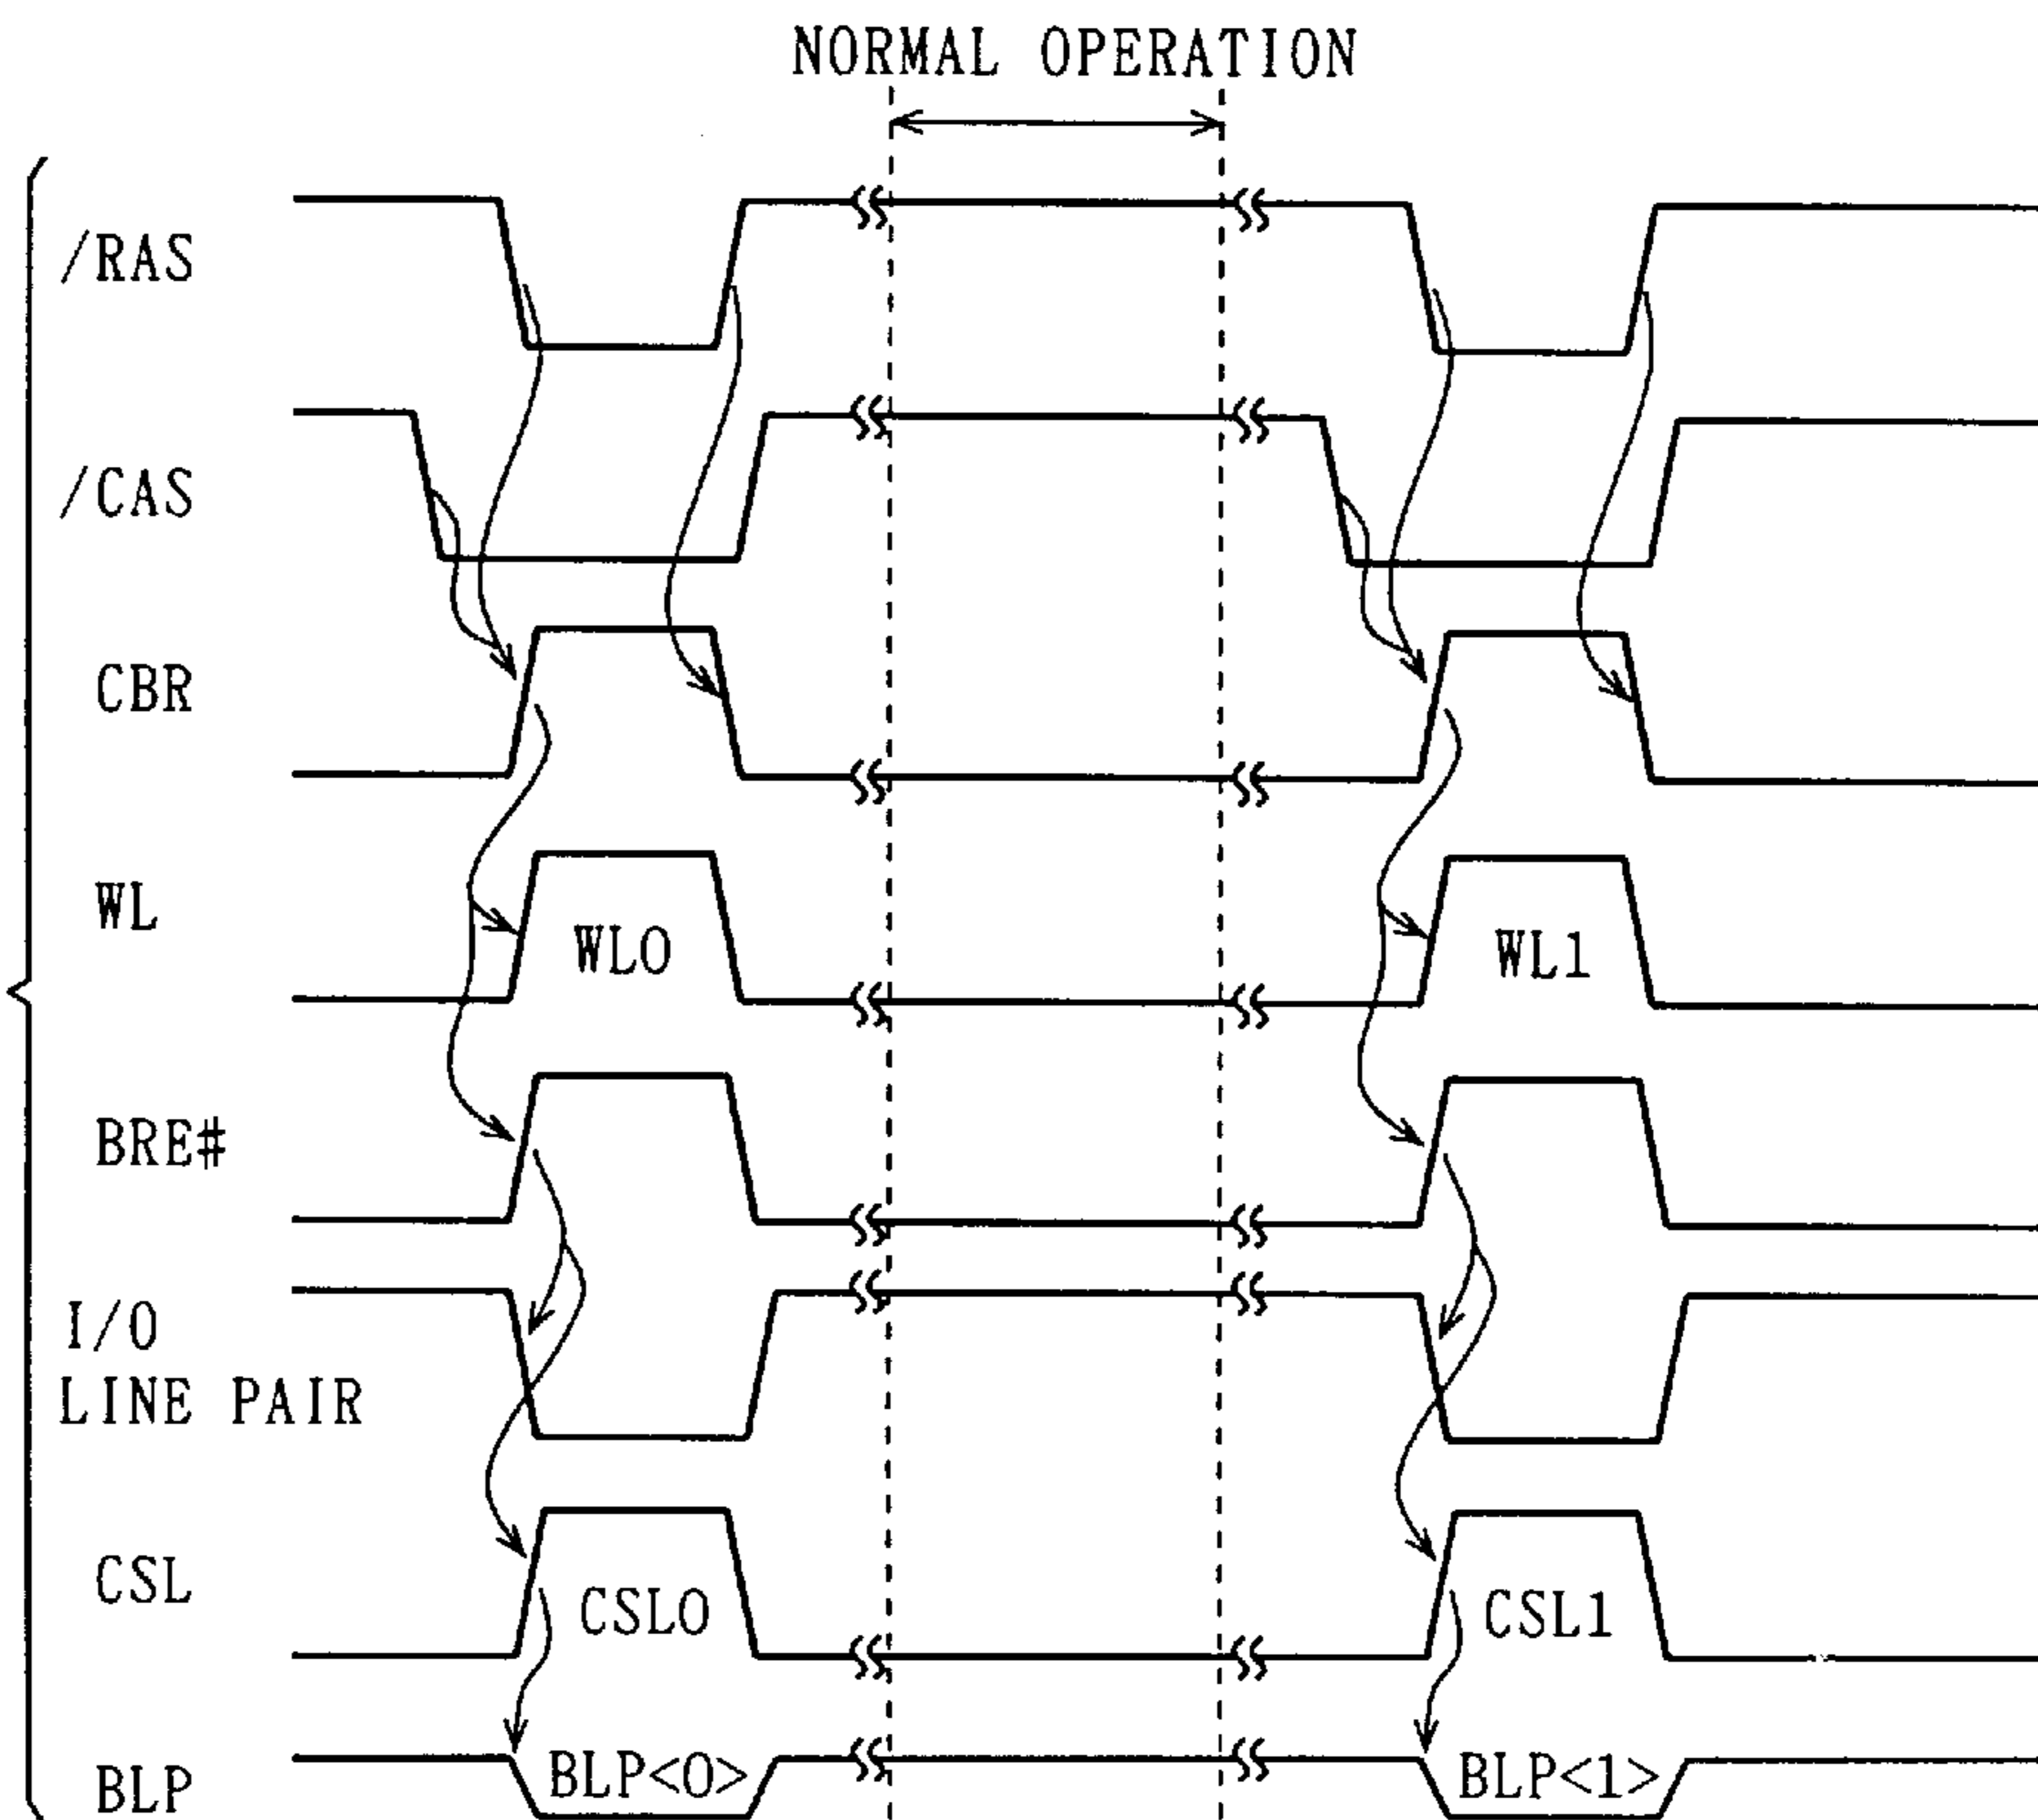 NORMAL OPERATION
/RAS
/CAS
CBR
WL
WL0
WL1
BRE#
I/O
LINE PAIR
CSL
CSL0
CSL1
BLP
BLP<0>
BLP<1>